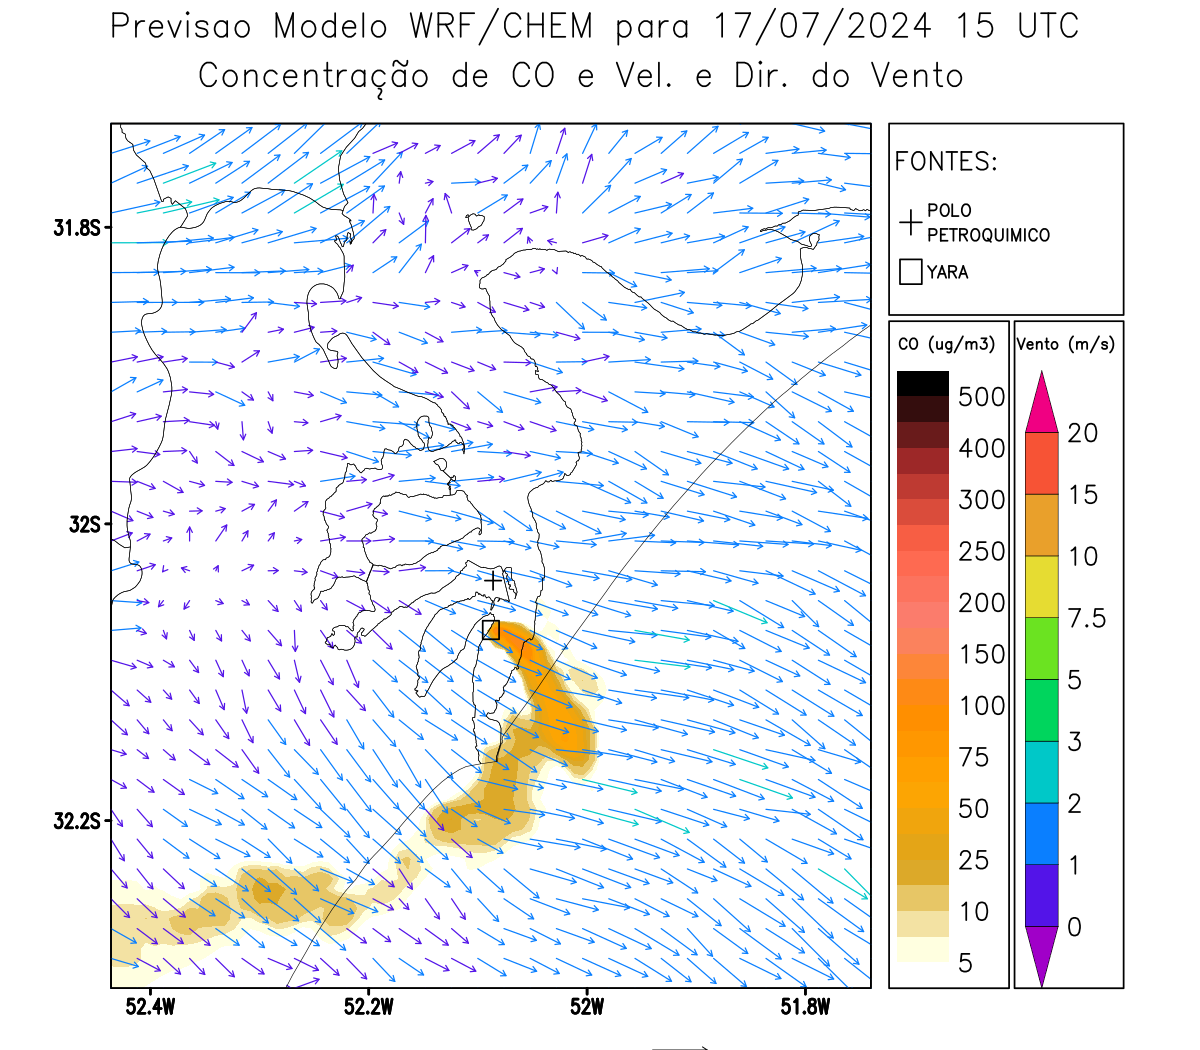 Previsao Modelo WRF/CHEM para 17/07/2024 15 UTC
Concentração de CO e Vel. e Dir. do Vento
FONTES:
POLO
PETROQUIMICO
YARA
CO (ug/m3)
500
400
300
250
200
150
100
75
50
25
10
5
Vento (m/s)
20
15
10
7.5
5
3
2
1
0
31.8S
32S
32.2S
52.4W
52.2W
52W
51.8W